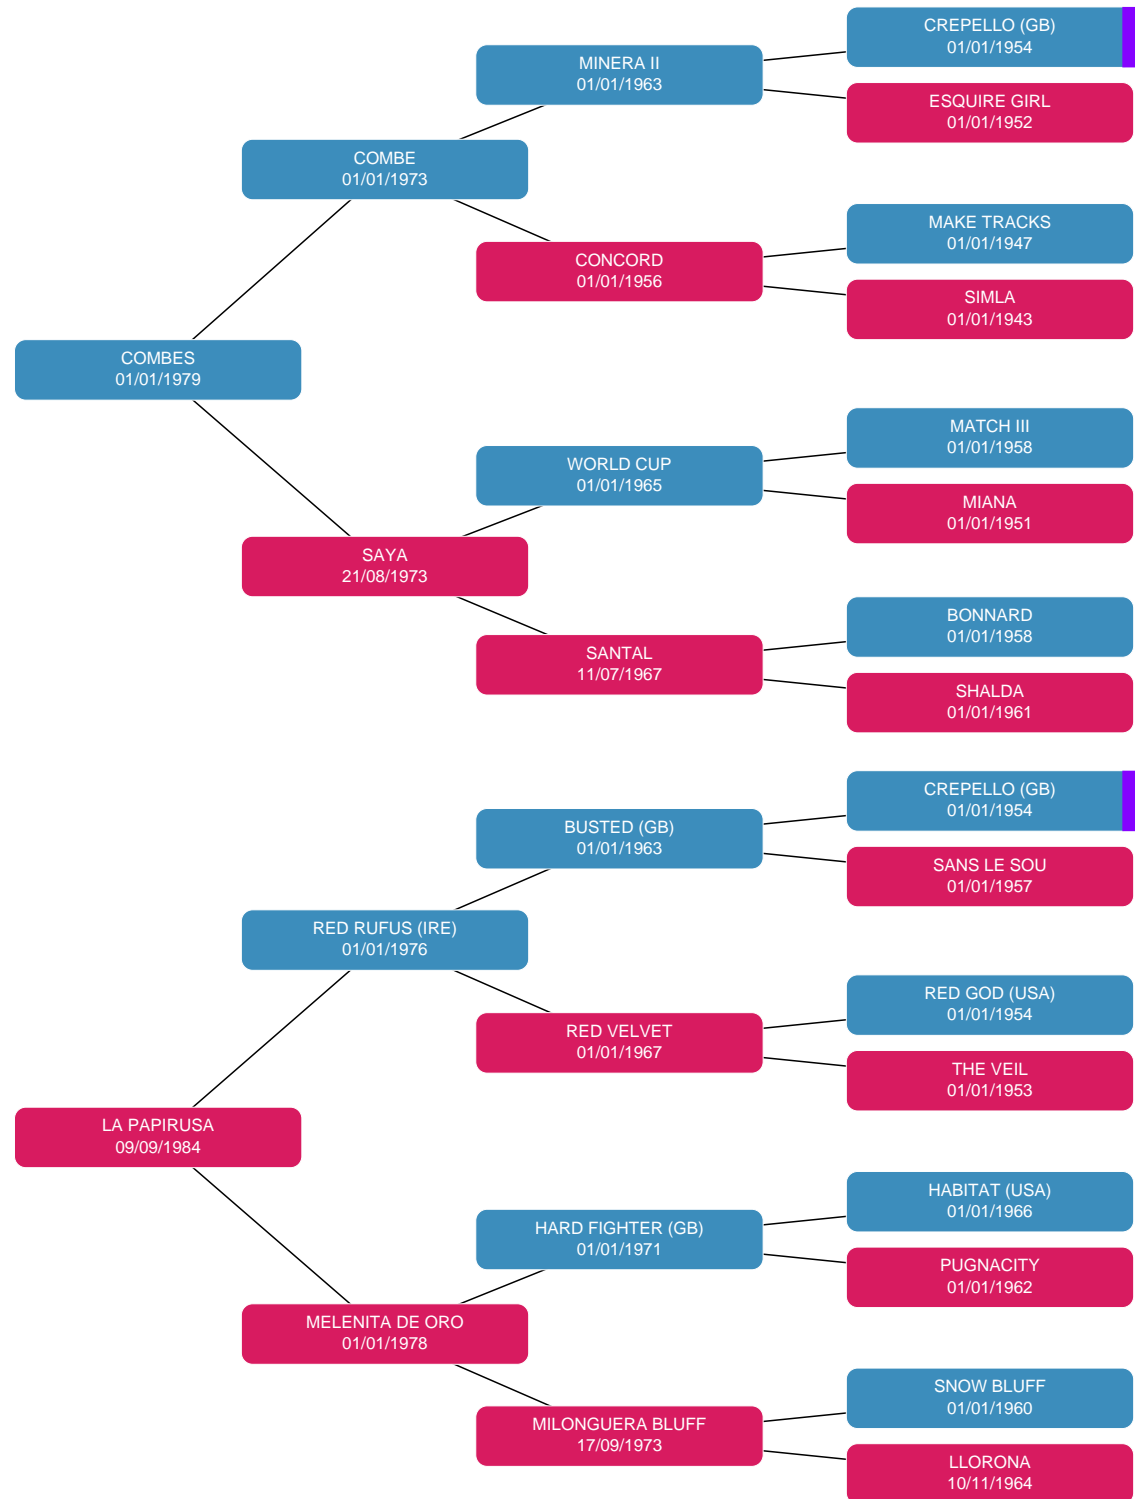 CREPELLO (GB)
01/01/1954
MINERA II
01/01/1963
ESQUIRE GIRL
01/01/1952
COMBE
01/01/1973
MAKE TRACKS
01/01/1947
CONCORD
01/01/1956
SIMLA
01/01/1943
COMBES
01/01/1979
MATCH III
01/01/1958
WORLD CUP
01/01/1965
MIANA
01/01/1951
SAYA
21/08/1973
BONNARD
01/01/1958
SANTAL
11/07/1967
SHALDA
01/01/1961
CREPELLO (GB)
01/01/1954
BUSTED (GB)
01/01/1963
SANS LE SOU
01/01/1957
RED RUFUS (IRE)
01/01/1976
RED GOD (USA)
01/01/1954
RED VELVET
01/01/1967
THE VEIL
01/01/1953
LA PAPIRUSA
09/09/1984
HABITAT (USA)
01/01/1966
HARD FIGHTER (GB)
01/01/1971
PUGNACITY
01/01/1962
MELENITA DE ORO
01/01/1978
SNOW BLUFF
01/01/1960
MILONGUERA BLUFF
17/09/1973
LLORONA
10/11/1964